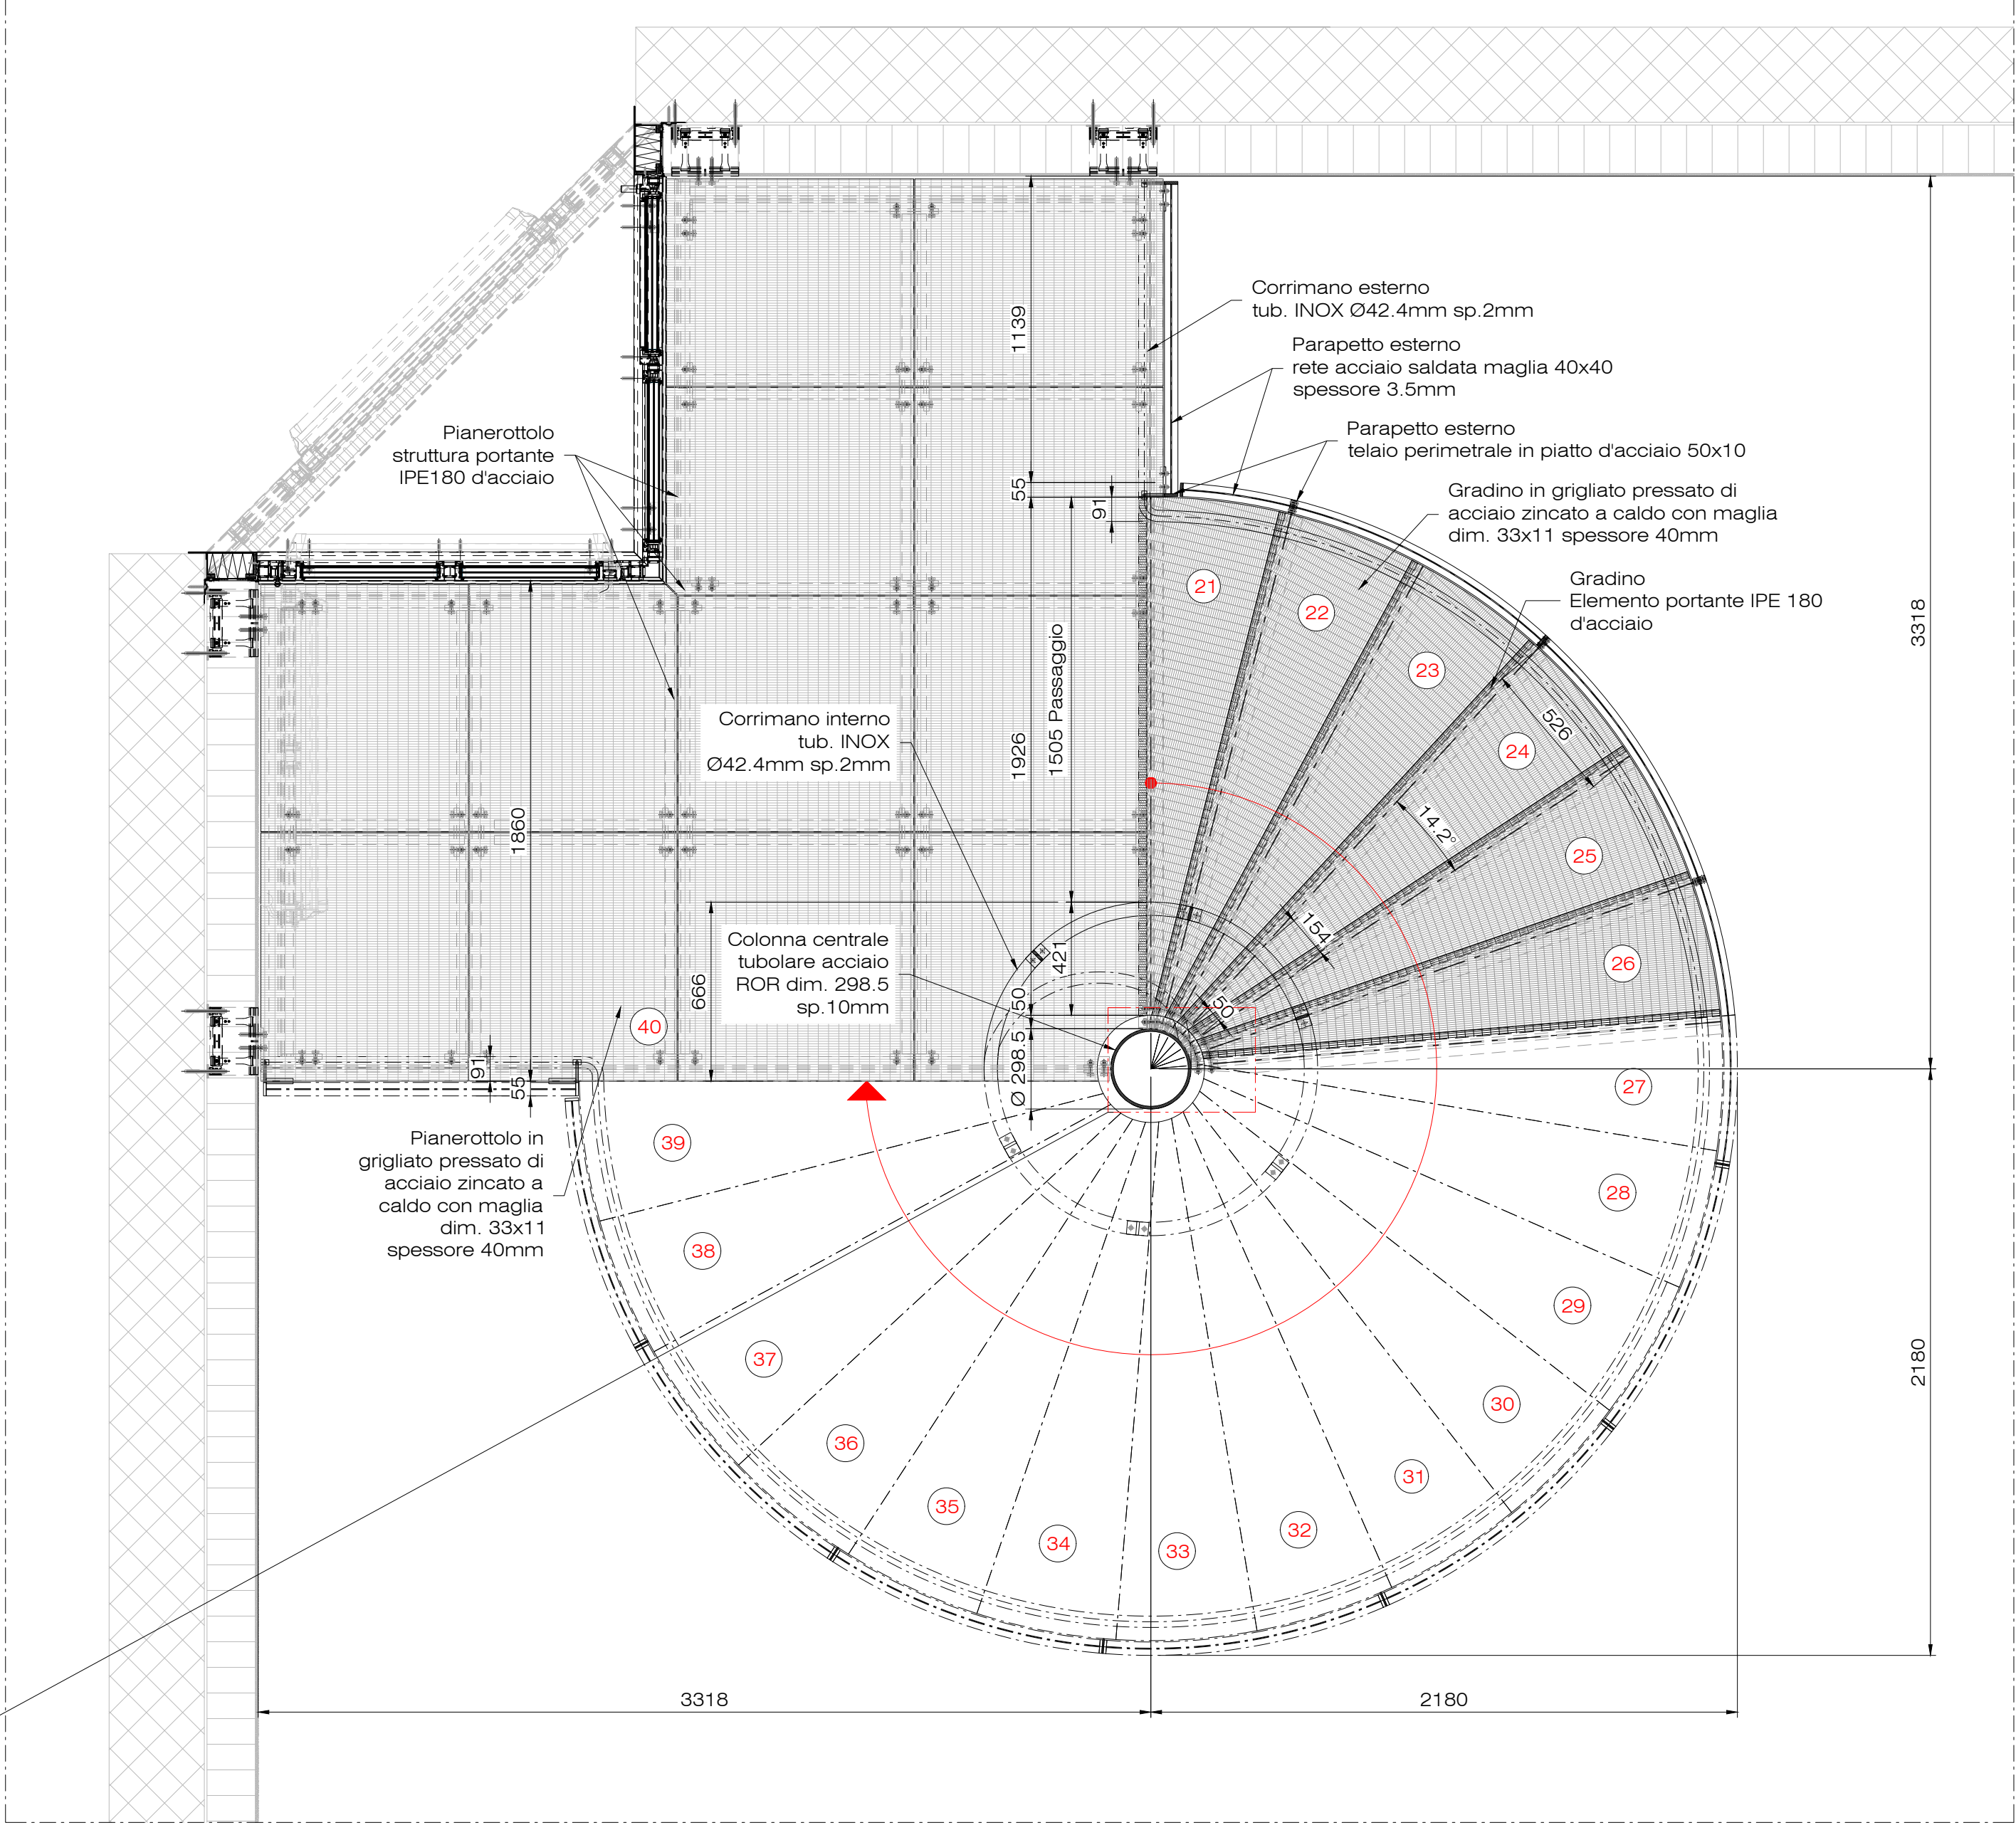 Corrimano esterno
tub. INOX Ø42.4mm sp.2mm
Parapetto esterno
rete acciaio saldata maglia 40x40
spessore 3.5mm
Parapetto esterno
telaio perimetrale in piatto d'acciaio 50x10
Gradino in grigliato pressato di
acciaio zincato a caldo con maglia
dim. 33x11 spessore 40mm
Gradino
Elemento portante IPE 180
d'acciaio
Pianerottolo
struttura portante
IPE180 d'acciaio
Corrimano interno
tub. INOX
Ø42.4mm sp.2mm
Colonna centrale
tubolare acciaio
ROR dim. 298.5
sp.10mm
Pianerottolo in
grigliato pressato di
acciaio zincato a
caldo con maglia
dim. 33x11
spessore 40mm
1139
55
91
1505 Passaggio
1926
1860
666
421
50
Ø 298.5
91
55
526
14.2°
154
50
3318
2180
3318
2180
21
22
23
24
25
26
27
28
29
30
31
32
33
34
35
36
37
38
39
40